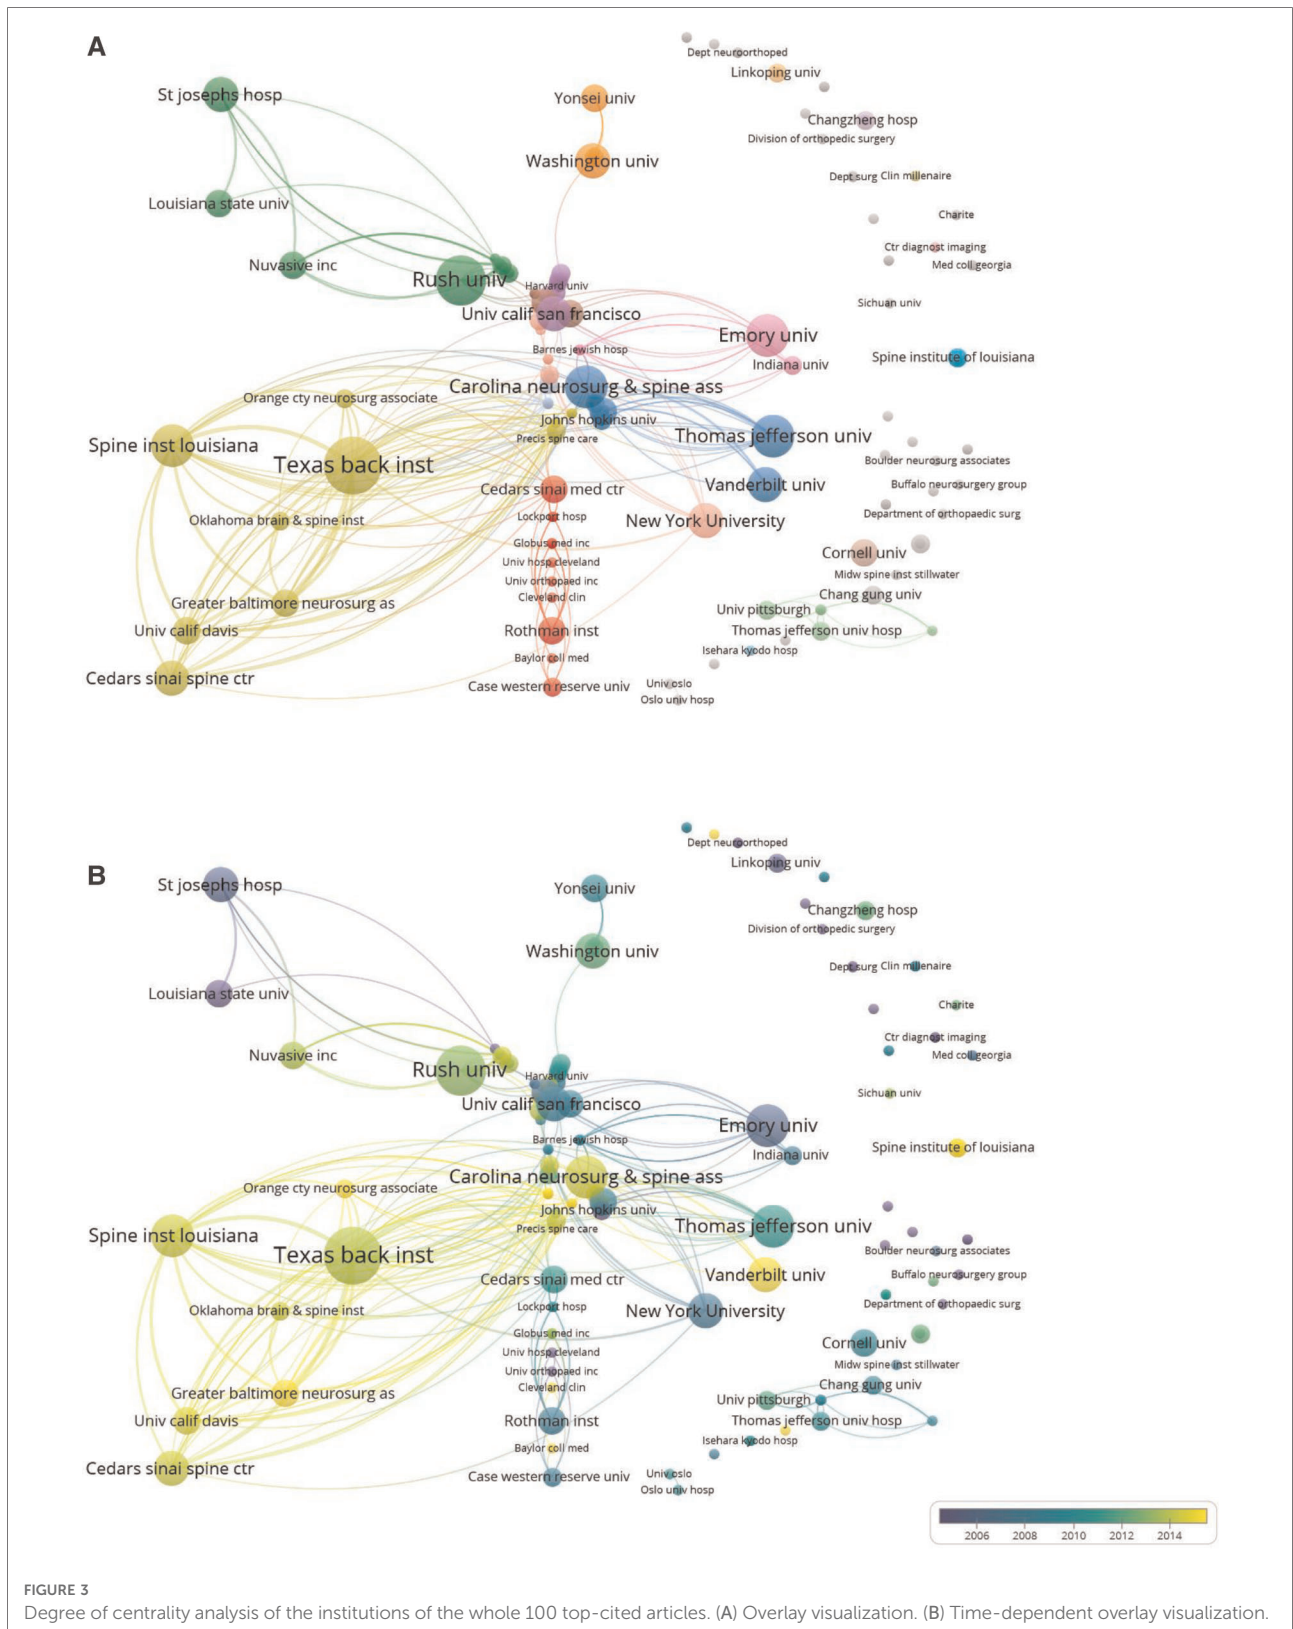 A
Dept neuroorthoped
Linkoping univ
St josephs hosp
Yonsei univ
Changzheng hosp
Division of orthopedic surgery
Washington univ
Dept surg Clin millenaire
Louisiana state univ
Charite
Ctr diagnost imaging
Nuvasive inc
Med coll georgia
Rush univ
Harvard univ
Sichuan univ
Univ calif san francisco
Emory univ
Barnes jewish hosp
Spine institute of louisiana
Indiana univ
Carolina neurosurg & spine ass
Orange cty neurosurg associate
Johns hopkins univ
Thomas jefferson univ
Precis spine care
Spine inst louisiana
Texas back inst
Boulder neurosurg associates
Vanderbilt univ
Buffalo neurosurgery group
Cedars sinai med ctr
Department of orthopaedic surg
Lockport hosp
Oklahoma brain & spine inst
New York University
Globus med inc
Cornell univ
Univ hosp cleveland
Midw spine inst stillwater
Univ orthopaed inc
Chang gung univ
Cleveland clin
Greater baltimore neurosurg as
Univ pittsburgh
Univ calif davis
Rothman inst
Thomas jefferson univ hosp
Isehara kyodo hosp
Baylor coll med
Cedars sinai spine ctr
Case western reserve univ
Univ oslo
Oslo univ hosp
B
Dept neuroorthoped
Linkoping univ
St josephs hosp
Yonsei univ
Changzheng hosp
Division of orthopedic surgery
Washington univ
Dept surg Clin millenaire
Louisiana state univ
Charite
Ctr diagnost imaging
Nuvasive inc
Med coll georgia
Rush univ
Harvard univ
Sichuan univ
Univ calif san francisco
Emory univ
Barnes jewish hosp
Spine institute of louisiana
Indiana univ
Carolina neurosurg & spine ass
Orange cty neurosurg associate
Johns hopkins univ
Thomas jefferson univ
Precis spine care
Spine inst louisiana
Texas back inst
Boulder neurosurg associates
Vanderbilt univ
Buffalo neurosurgery group
Cedars sinai med ctr
Department of orthopaedic surg
Lockport hosp
Oklahoma brain & spine inst
New York University
Globus med inc
Cornell univ
Univ hosp cleveland
Midw spine inst stillwater
Univ orthopaed inc
Chang gung univ
Cleveland clin
Greater baltimore neurosurg as
Univ pittsburgh
Univ calif davis
Rothman inst
Thomas jefferson univ hosp
Isehara kyodo hosp
Baylor coll med
Cedars sinai spine ctr
Case western reserve univ
Univ oslo
Oslo univ hosp
2006 2008 2010 2012 2014
FIGURE 3
Degree of centrality analysis of the institutions of the whole 100 top-cited articles. (A) Overlay visualization. (B) Time-dependent overlay visualization.